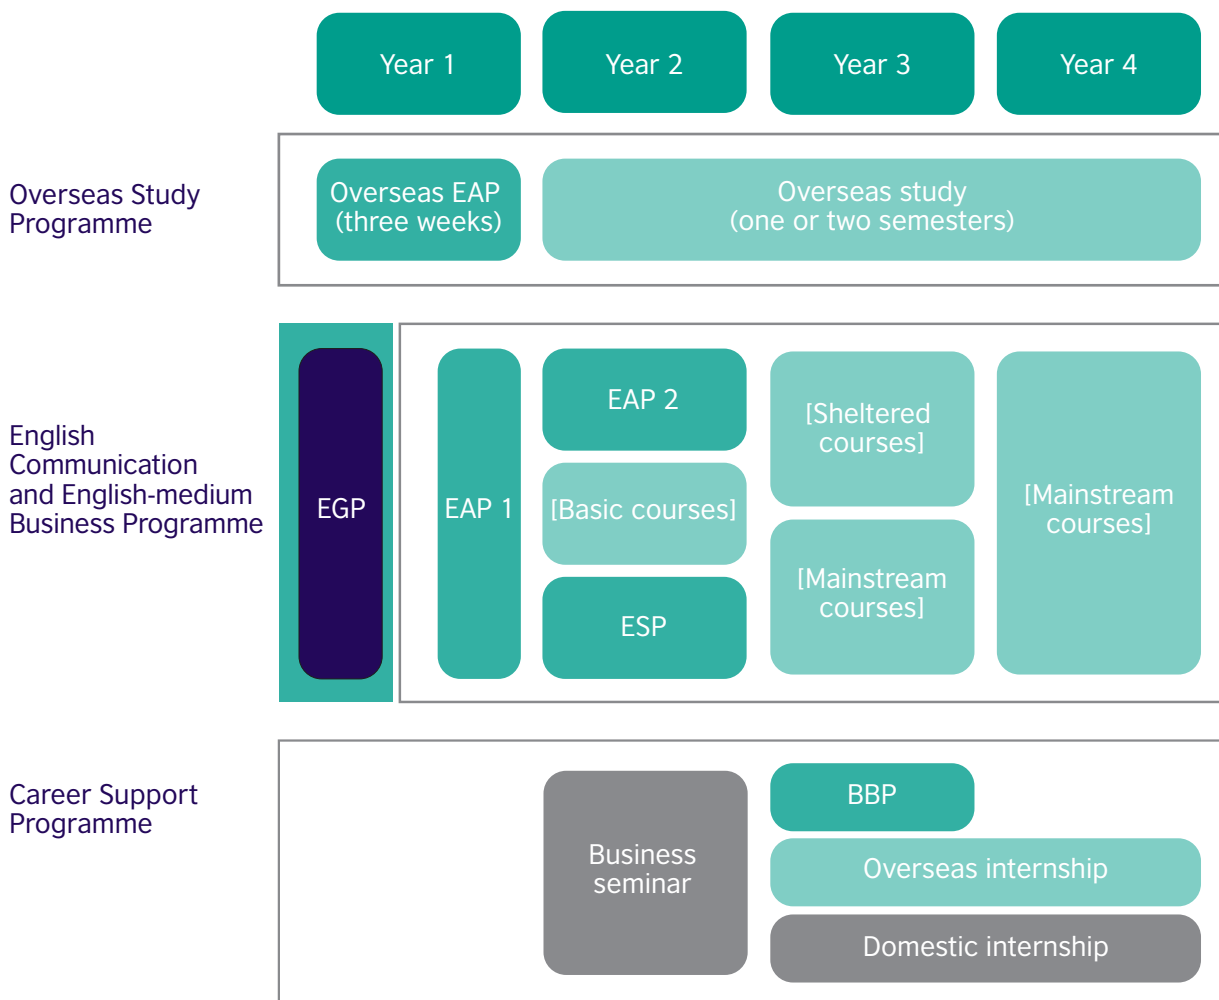 Year 1
Year 2
Year 3
Year 4
Overseas Study
Programme
Overseas EAP
(three weeks)
Overseas study
(one or two semesters)
English
Communication
and English-medium
Business Programme
EGP
EAP 1
EAP 2
[Basic courses]
ESP
[Sheltered
courses]
[Mainstream
courses]
[Mainstream
courses]
Career Support
Programme
Business
seminar
BBP
Overseas internship
Domestic internship